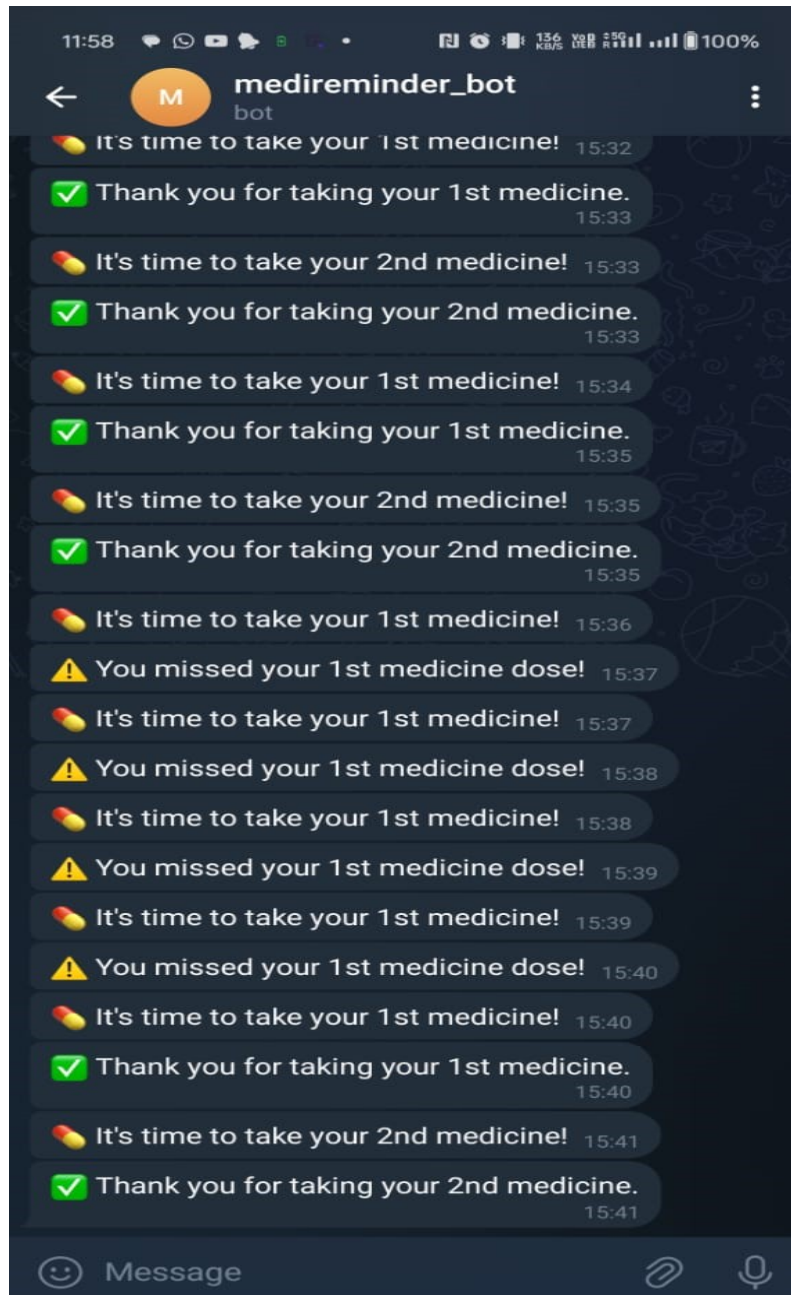 11:58 136 KB/S VoD LTE2 5G R 100%
M
medireminder_bot
bot
💊 It's time to take your 1st medicine! 15:32
✅ Thank you for taking your 1st medicine.
15:33
💊 It's time to take your 2nd medicine! 15:33
✅ Thank you for taking your 2nd medicine.
15:33
💊 It's time to take your 1st medicine! 15:34
✅ Thank you for taking your 1st medicine.
15:35
💊 It's time to take your 2nd medicine! 15:35
✅ Thank you for taking your 2nd medicine.
15:35
💊 It's time to take your 1st medicine! 15:36
⚠️ You missed your 1st medicine dose! 15:37
💊 It's time to take your 1st medicine! 15:37
⚠️ You missed your 1st medicine dose! 15:38
💊 It's time to take your 1st medicine! 15:38
⚠️ You missed your 1st medicine dose! 15:39
💊 It's time to take your 1st medicine! 15:39
⚠️ You missed your 1st medicine dose! 15:40
💊 It's time to take your 1st medicine! 15:40
✅ Thank you for taking your 1st medicine.
15:40
💊 It's time to take your 2nd medicine! 15:41
✅ Thank you for taking your 2nd medicine.
15:41
Message